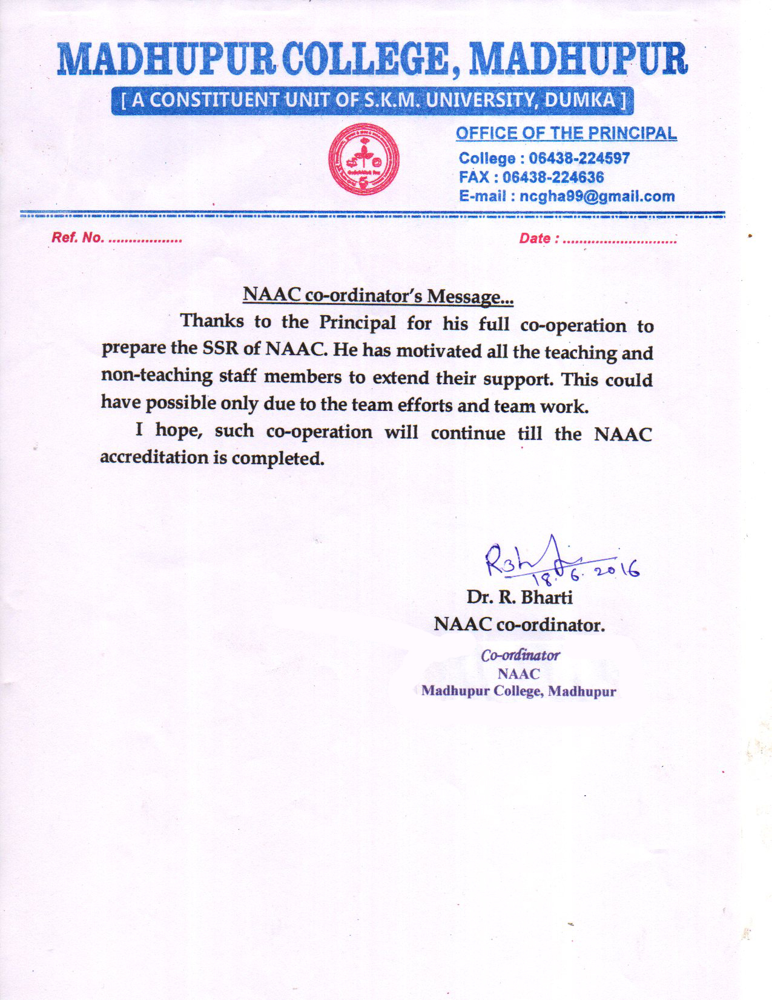 MADHUPUR COLLEGE, MADHUPUR
[ A CONSTITUENT UNIT OF S.K.M. UNIVERSITY, DUMKA ]
OFFICE OF THE PRINCIPAL
College : 06438-224597
FAX : 06438-224636
E-mail : ncgha99@gmail.com
Ref. No. ..................
Date : ............................
NAAC co-ordinator's Message...
Thanks to the Principal for his full co-operation to
prepare the SSR of NAAC. He has motivated all the teaching and
non-teaching staff members to extend their support. This could
have possible only due to the team efforts and team work.
I hope, such co-operation will continue till the NAAC
accreditation is completed.
18.6.2016
Dr. R. Bharti
NAAC co-ordinator.
Co-ordinator
NAAC
Madhupur College, Madhupur